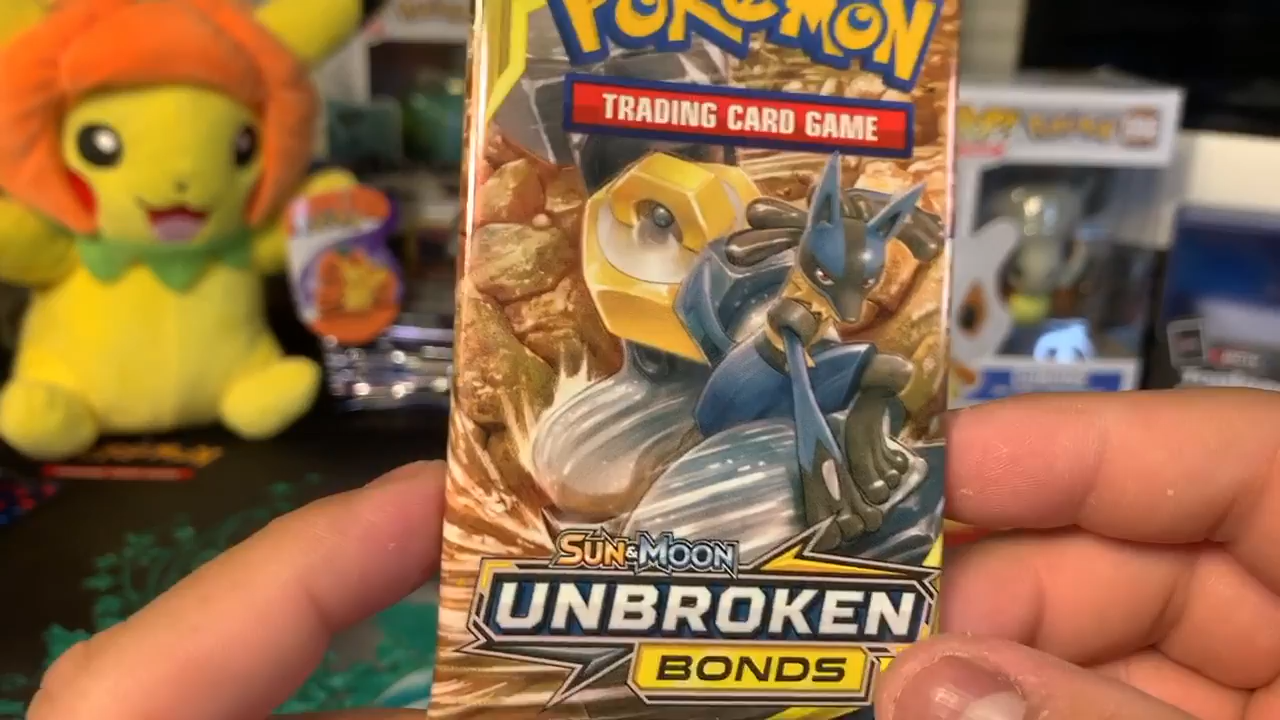 POKéMON
TRADING CARD GAME
SUN & MOON
UNBROKEN
BONDS